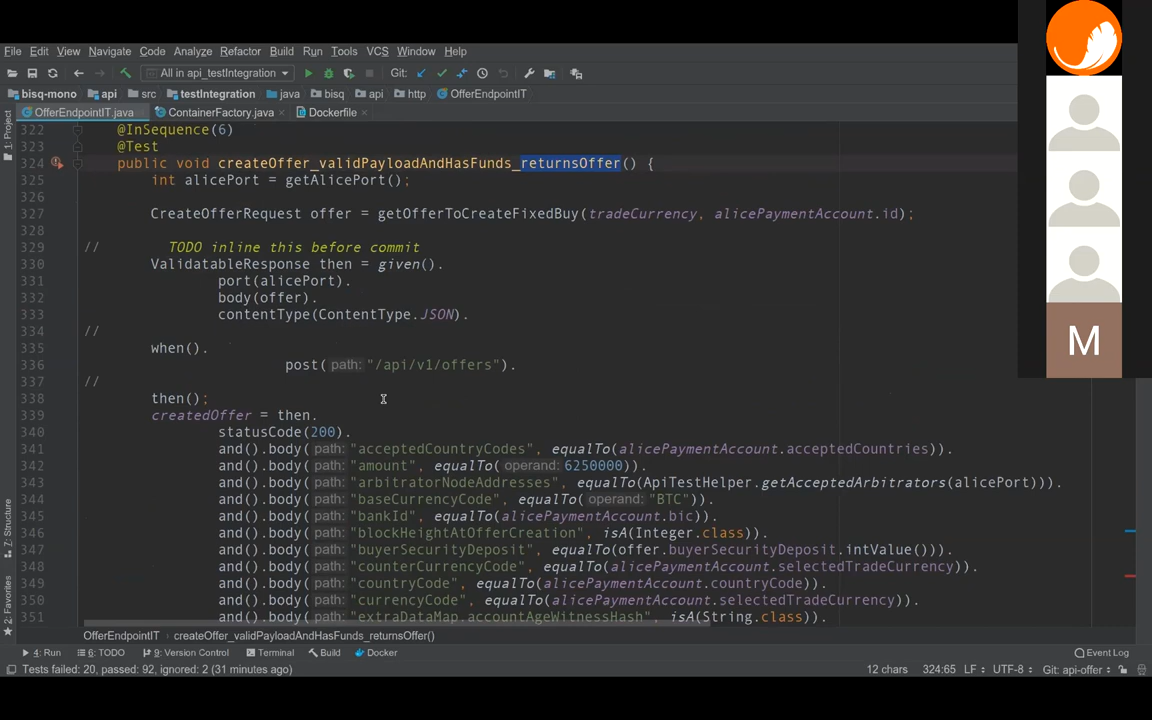 File Edit View Navigate Code Analyze Refactor Build Run Tools VCS Window Help
All in api_testIntegration Git:
bisq-mono api src testIntegration java bisq api http OfferEndpointIT
OfferEndpointIT.java ContainerFactory.java Dockerfile
1: Project
322 @InSequence(6)
323 @Test
324 public void createOffer_validPayloadAndHasFunds_returnsOffer() {
325 int alicePort = getAlicePort();
326
327 CreateOfferRequest offer = getOfferToCreateFixedBuy(tradeCurrency, alicePaymentAccount.id);
328
329 // TODO inline this before commit
330 ValidatableResponse then = given().
331 port(alicePort).
332 body(offer).
333 contentType(ContentType.JSON).
334 //
335 when().
336 post( path: "/api/v1/offers").
337 //
338 then();
339 createdOffer = then.
340 statusCode(200).
341 and().body( path: "acceptedCountryCodes", equalTo(alicePaymentAccount.acceptedCountries)).
342 and().body( path: "amount", equalTo( operand: 6250000)).
343 and().body( path: "arbitratorNodeAddresses", equalTo(ApiTestHelper.getAcceptedArbitrators(alicePort))).
344 and().body( path: "baseCurrencyCode", equalTo( operand: "BTC")).
345 and().body( path: "bankId", equalTo(alicePaymentAccount.bic)).
346 and().body( path: "blockHeightAtOfferCreation", isA(Integer.class)).
347 and().body( path: "buyerSecurityDeposit", equalTo(offer.buyerSecurityDeposit.intValue())).
348 and().body( path: "counterCurrencyCode", equalTo(alicePaymentAccount.selectedTradeCurrency)).
349 and().body( path: "countryCode", equalTo(alicePaymentAccount.countryCode)).
350 and().body( path: "currencyCode", equalTo(alicePaymentAccount.selectedTradeCurrency)).
351 and().body( path: "extraDataMap.accountAgeWitnessHash", isA(String.class)).
7: Structure
2: Favorites
M
OfferEndpointIT createOffer_validPayloadAndHasFunds_returnsOffer()
4: Run 6: TODO 9: Version Control Terminal Build Docker Event Log
Tests failed: 20, passed: 92, ignored: 2 (31 minutes ago) 12 chars 324:65 LF UTF-8 Git: api-offer